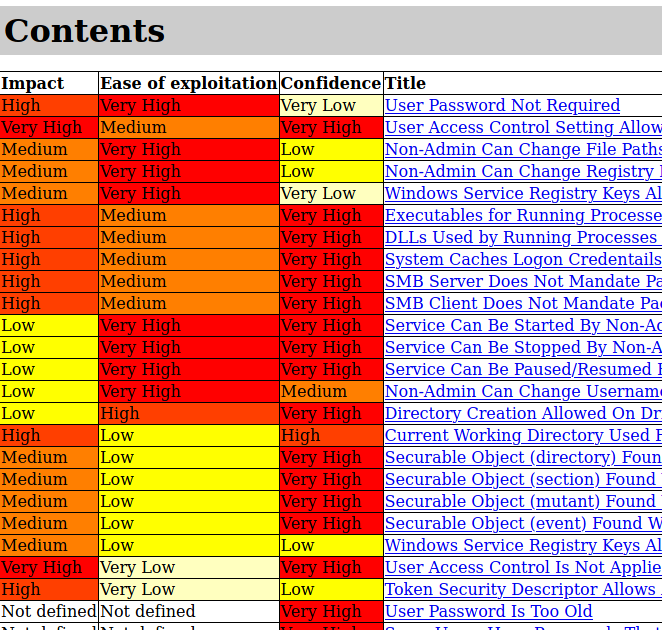 Contents
Impact Ease of exploitation Confidence Title
High Very High Very Low User Password Not Required
Very High Medium Very High User Access Control Setting Allow
Medium Very High Low Non-Admin Can Change File Paths
Medium Very High Low Non-Admin Can Change Registry
Medium Very High Very Low Windows Service Registry Keys Al
High Medium Very High Executables for Running Processe
High Medium Very High DLLs Used by Running Processes
High Medium Very High System Caches Logon Credentials
High Medium Very High SMB Server Does Not Mandate Pa
High Medium Very High SMB Client Does Not Mandate Pac
Low Very High Very High Service Can Be Started By Non-Ad
Low Very High Very High Service Can Be Stopped By Non-A
Low Very High Very High Service Can Be Paused/Resumed
Low Very High Medium Non-Admin Can Change Username
Low High Very High Directory Creation Allowed On Dr
High Low High Current Working Directory Used
Medium Low Very High Securable Object (directory) Foun
Medium Low Very High Securable Object (section) Found
Medium Low Very High Securable Object (mutant) Found
Medium Low Very High Securable Object (event) Found W
Medium Low Low Windows Service Registry Keys Al
Very High Very Low Very High User Access Control Is Not Applie
High Very Low Low Token Security Descriptor Allows
Not defined Not defined Very High User Password Is Too Old